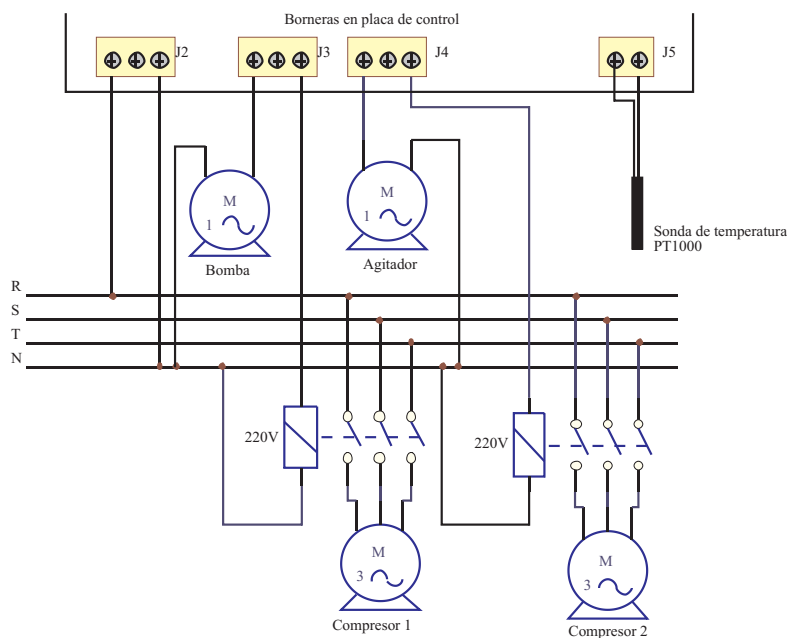 Borneras en placa de control
J2
J3
J4
J5
M
1
Bomba
M
1
Agitador
Sonda de temperatura
PT1000
R
S
T
N
220V
220V
M
3
Compresor 1
M
3
Compresor 2